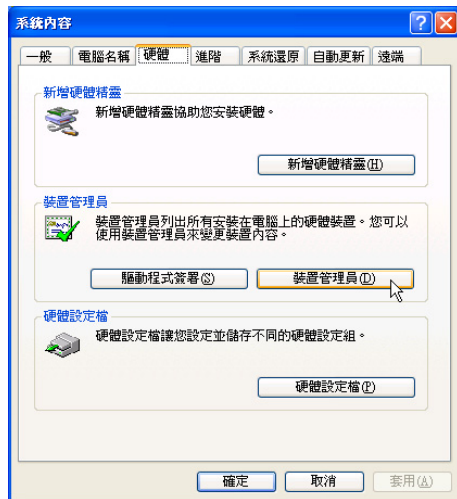 系統內容
一般 電腦名稱 硬體 進階 系統還原 自動更新 遠端
新增硬體精靈
新增硬體精靈協助您安裝硬體。
新增硬體精靈(H)
裝置管理員
裝置管理員列出所有安裝在電腦上的硬體裝置。您可以
使用裝置管理員來變更裝置內容。
驅動程式簽署(S) 裝置管理員(D)
硬體設定檔
硬體設定檔讓您設定並儲存不同的硬體設定組。
硬體設定檔(P)
確定 取消 套用(A)